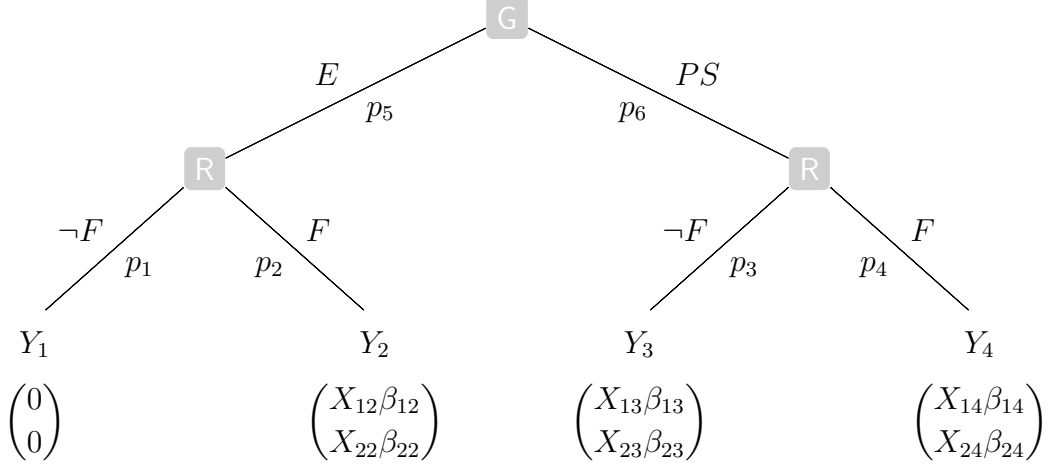 G
E PS
p5 p6
R R
¬F F ¬F F
p1 p2 p3 p4
Y1 Y2 Y3 Y4
(0 0) (X12β12 X22β22) (X13β13 X23β23) (X14β14 X24β24)